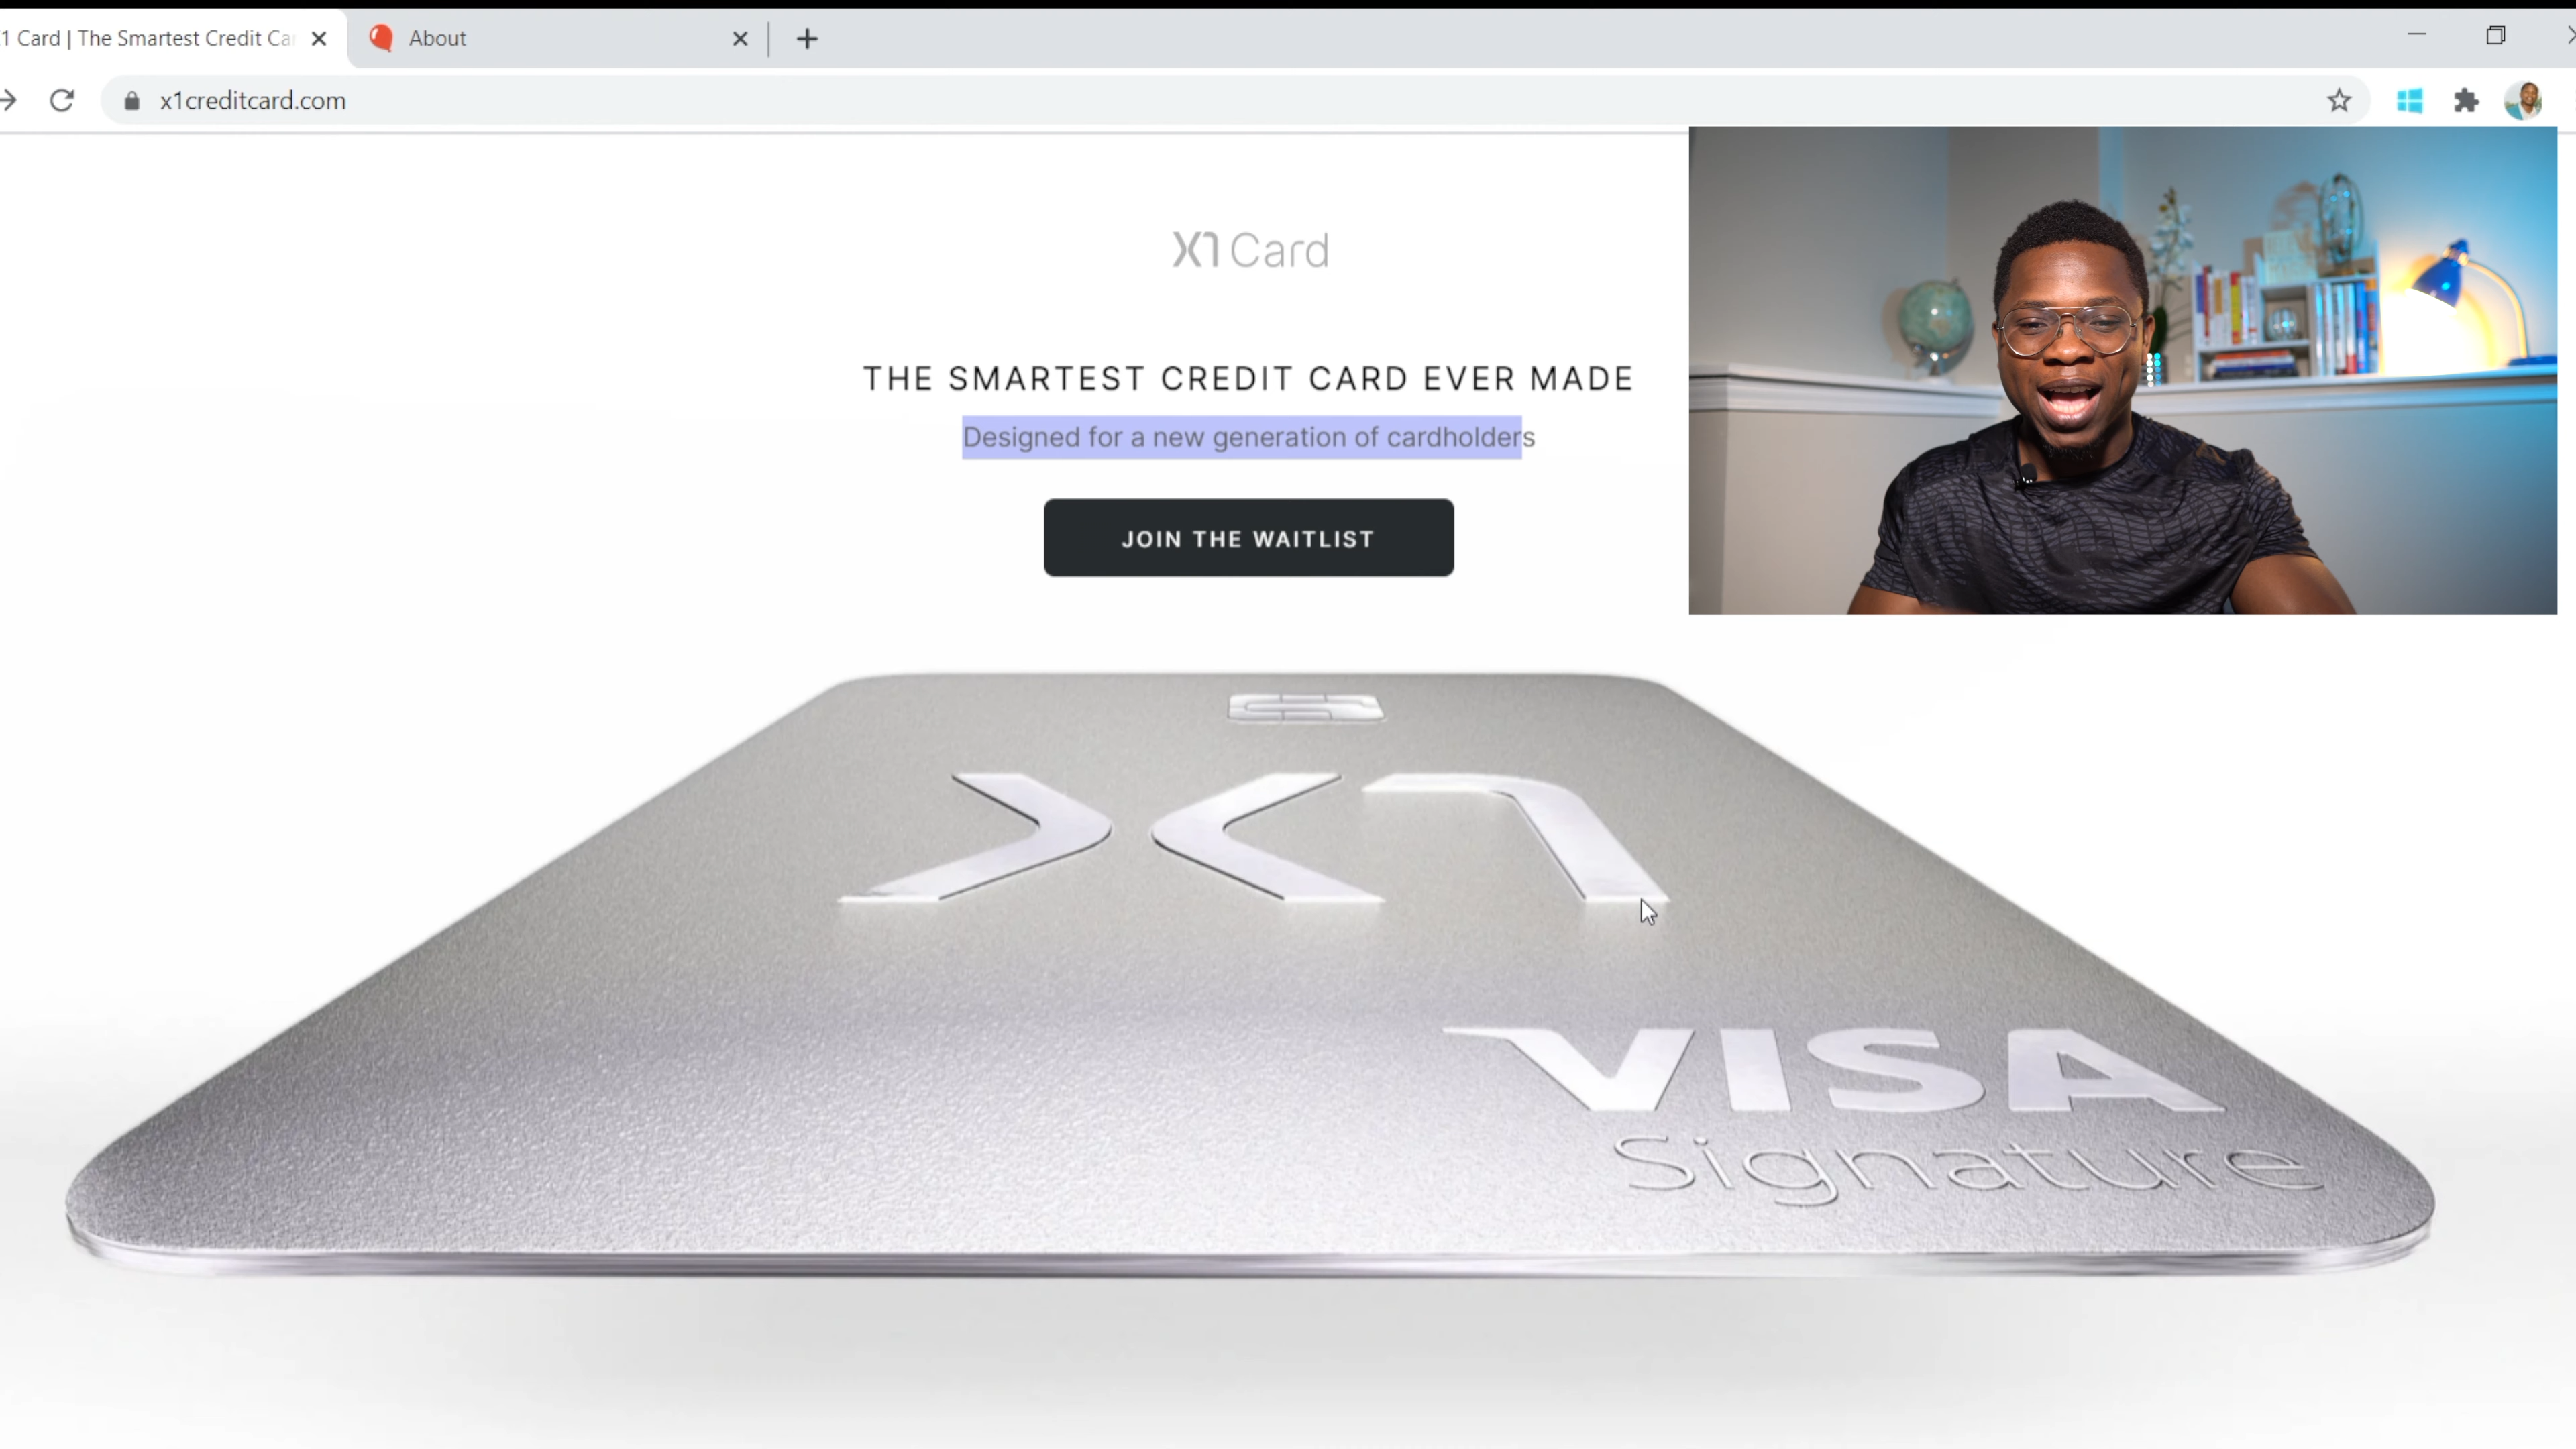 1 Card | The Smartest Credit Ca
About
x1creditcard.com
X1 Card
THE SMARTEST CREDIT CARD EVER MADE
Designed for a new generation of cardholders
JOIN THE WAITLIST
X1
VISA
Signature